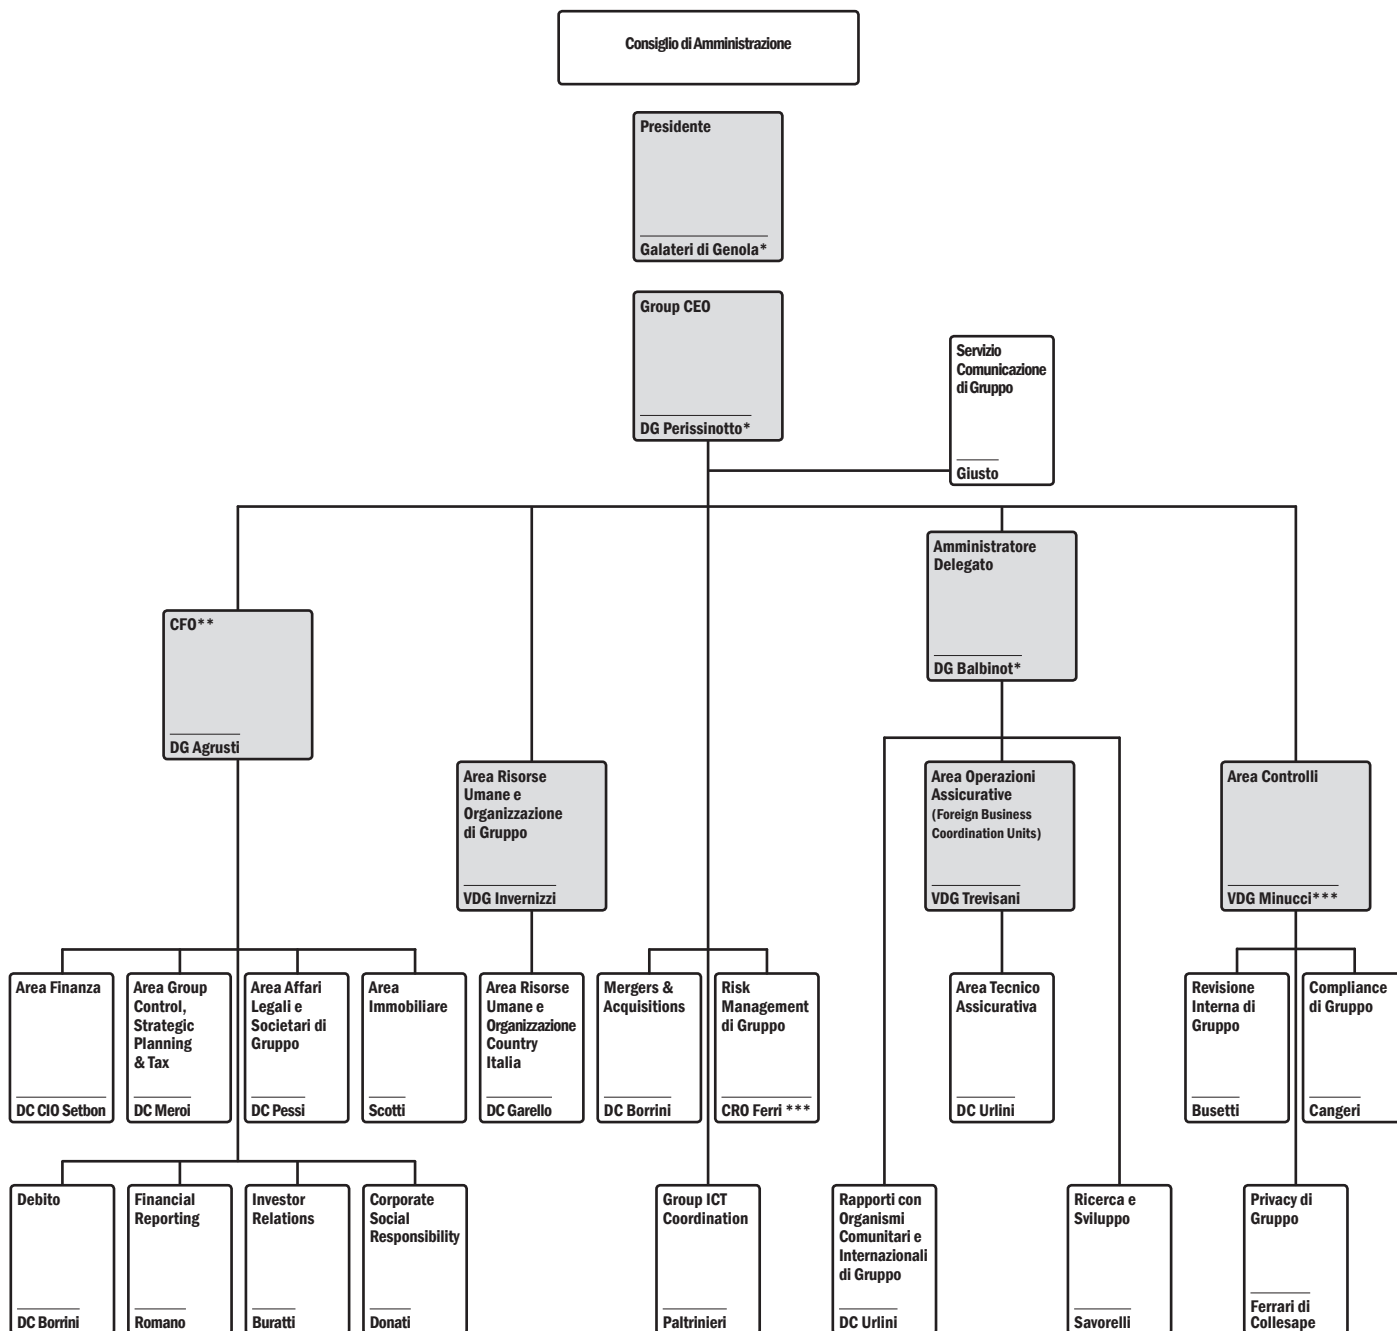 Consiglio di Amministrazione
Presidente
Galateri di Genola*
Group CEO
DG Perissinotto*
Servizio
Comunicazione
di Gruppo
Giusto
Amministratore
Delegato
DG Balbinot*
CFO**
DG Agrusti
Area Risorse
Umane e
Organizzazione
di Gruppo
VDG Invernizzi
Area Operazioni
Assicurative
(Foreign Business
Coordination Units)
VDG Trevisani
Area Controlli
VDG Minucci***
Area Finanza
DC CIO Setbon
Area Group
Control,
Strategic
Planning
& Tax
DC Meroi
Area Affari
Legali e
Societari di
Gruppo
DC Pessi
Area
Immobiliare
Scotti
Area Risorse
Umane e
Organizzazione
Country
Italia
DC Garello
Mergers &
Acquisitions
DC Borrini
Risk
Management
di Gruppo
CRO Ferri ***
Area Tecnico
Assicurativa
DC Urlini
Revisione
Interna di
Gruppo
Busetti
Compliance
di Gruppo
Cangeri
Debito
DC Borrini
Financial
Reporting
Romano
Investor
Relations
Buratti
Corporate
Social
Responsibility
Donati
Group ICT
Coordination
Paltrinieri
Rapporti con
Organismi
Comunitari e
Internazionali
di Gruppo
DC Urlini
Ricerca e
Sviluppo
Savorelli
Privacy di
Gruppo
Ferrari di
Collesape